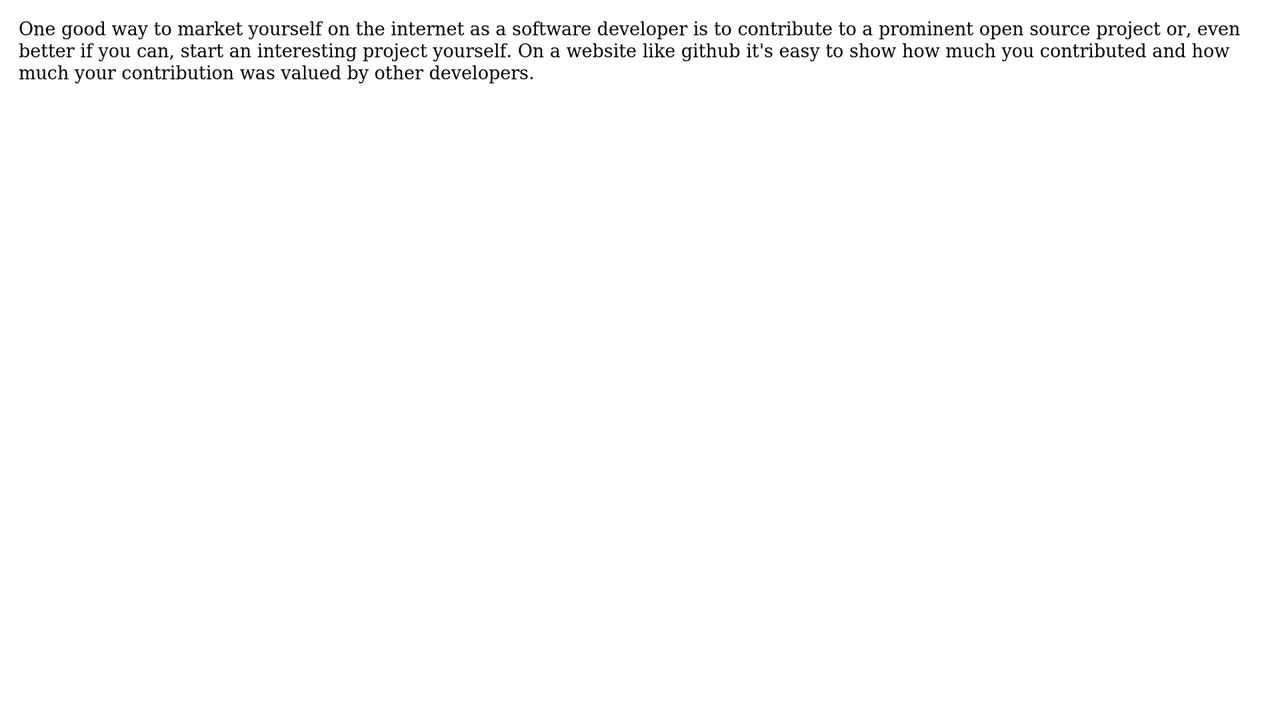 One good way to market yourself on the internet as a software developer is to contribute to a prominent open source project or, even
better if you can, start an interesting project yourself. On a website like github it's easy to show how much you contributed and how
much your contribution was valued by other developers.